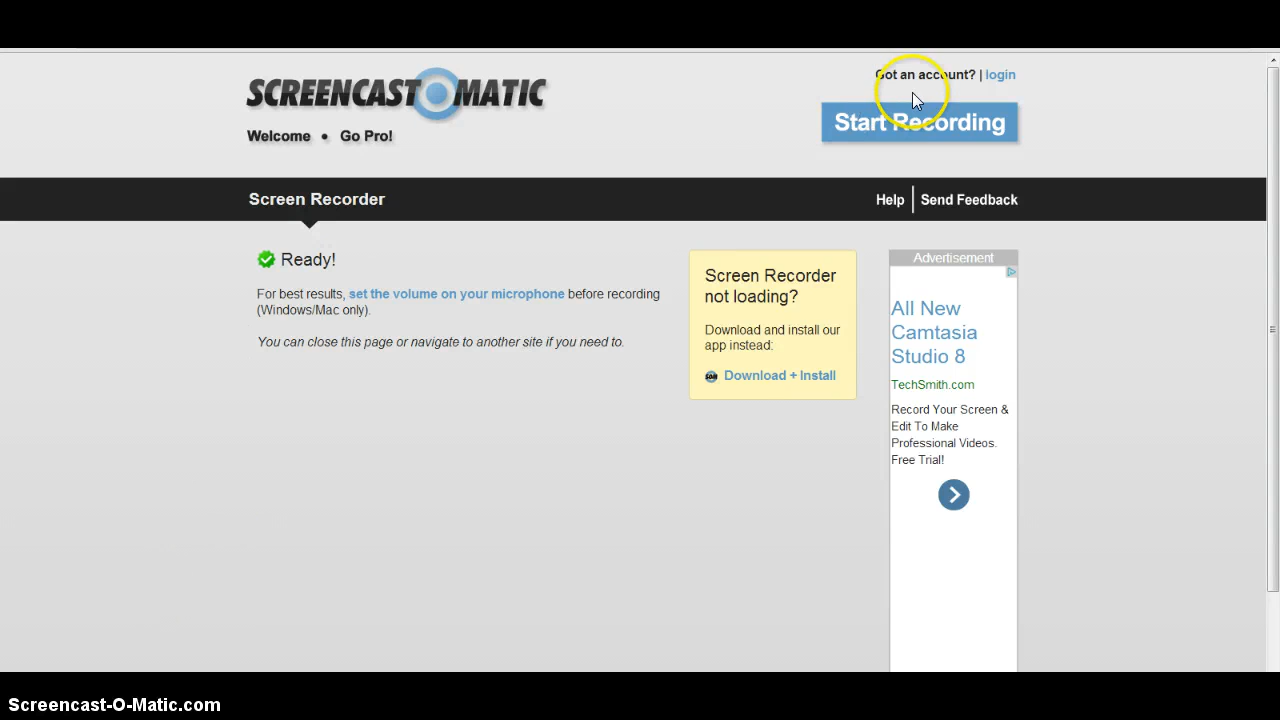 Got an account? | login
SCREENCAST-O-MATIC
Start Recording
Welcome • Go Pro!
Screen Recorder
Help | Send Feedback
Ready!
For best results, set the volume on your microphone before recording
(Windows/Mac only).
You can close this page or navigate to another site if you need to.
Screen Recorder
not loading?
Download and install our
app instead:
SOM Download + Install
Advertisement
All New
Camtasia
Studio 8
TechSmith.com
Record Your Screen &
Edit To Make
Professional Videos.
Free Trial!
Screencast-O-Matic.com